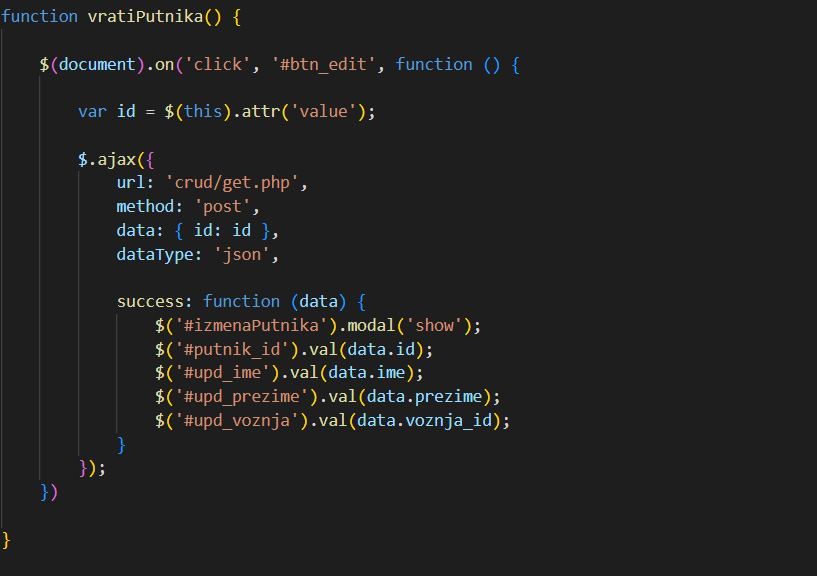 function vratiPutnika() {
$(document).on('click', '#btn_edit', function () {
var id = $(this).attr('value');
$.ajax({
url: 'crud/get.php',
method: 'post',
data: { id: id },
dataType: 'json',
success: function (data) {
$('#izmenaPutnika').modal('show');
$('#putnik_id').val(data.id);
$('#upd_ime').val(data.ime);
$('#upd_prezime').val(data.prezime);
$('#upd_voznja').val(data.voznja_id);
}
});
})
}